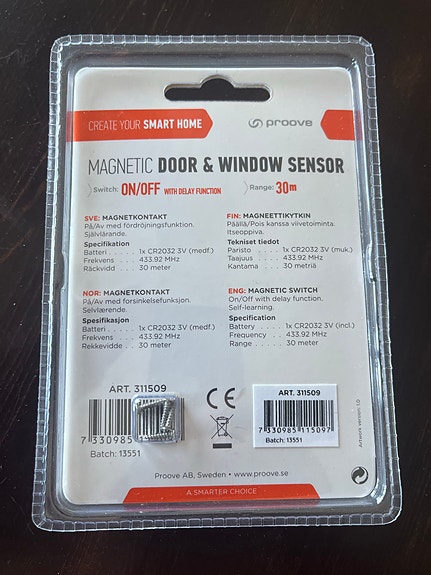 CREATE YOUR SMART HOME
proove
MAGNETIC DOOR & WINDOW SENSOR
Switch: ON/OFF WITH DELAY FUNCTION
Range: 30m
SVE: MAGNETKONTAKT
På/Av med fördröjningsfunktion.
Självlärande.
Specifikation
Batteri . . . . 1x CR2032 3V (medf.)
Frekvens . . . . 433.92 MHz
Räckvidd . . . 30 meter
FIN: MAGNEETTIKYTKIN
Päällä/Pois kanssa viivetoiminta.
Itseoppiva.
Tekniset tiedot
Paristo . . . . 1x CR2032 3V (muk.)
Taajuus . . . . 433.92 MHz
Kantama . . . 30 metriä
NOR: MAGNETKONTAKT
På/Av med forsinkelsefunksjon.
Selvlærende.
Spesifikasjon
Batteri . . . . 1x CR2032 3V (medf.)
Frekvens . . . 433.92 MHz
Rekkevidde . . 30 meter
ENG: MAGNETIC SWITCH
On/Off with delay function.
Self-learning.
Specification
Battery . . . . 1x CR2032 3V (incl.)
Frequency . . . 433.92 MHz
Range . . . . . 30 meter
ART. 311509
7 330985
Batch: 13551
CE
ART. 311509
7 330985 115097
Batch: 13551
Artwork version: 1.0
Proove AB, Sweden • www.proove.se
A SMARTER CHOICE